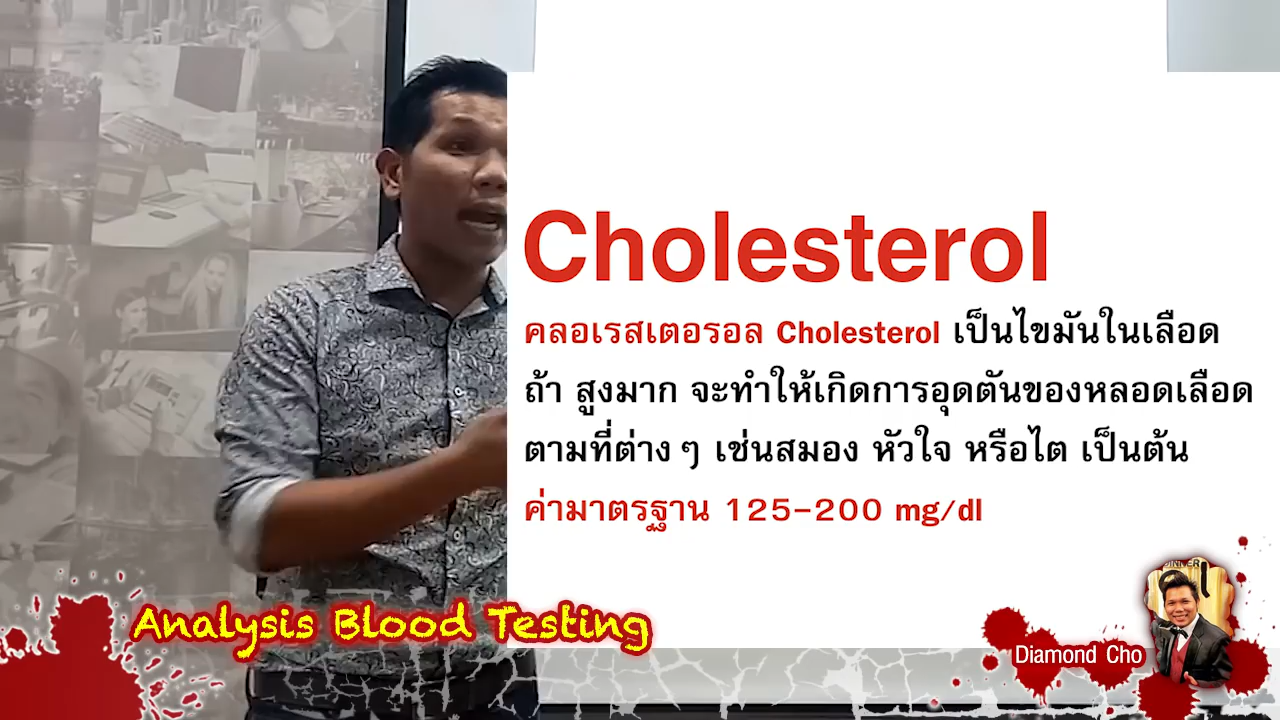 Cholesterol
คลอเรสเตอรอล Cholesterol เป็นไขมันในเลือด
ถ้า สูงมาก จะทำให้เกิดการอุดตันของหลอดเลือด
ตามที่ต่าง ๆ เช่นสมอง หัวใจ หรือไต เป็นต้น
ค่ามาตรฐาน 125-200 mg/dl
Analysis Blood Testing
Diamond Cho